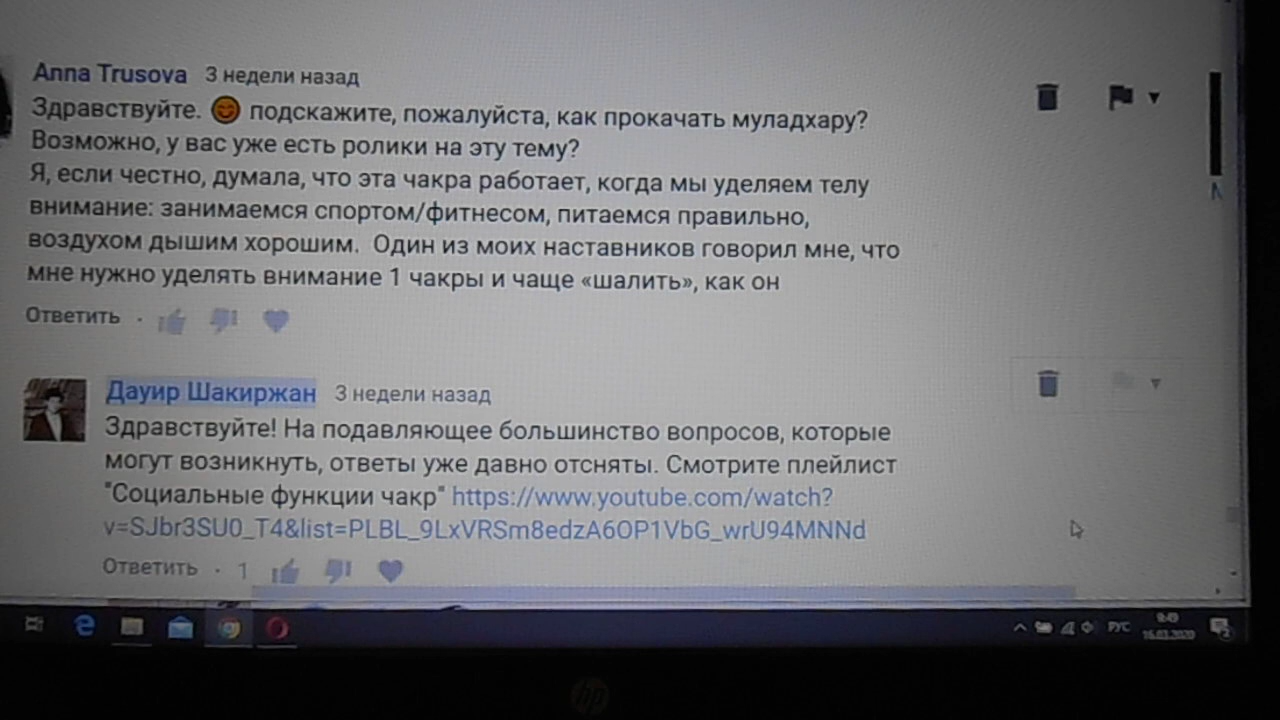 Anna Trusova 3 недели назад
Здравствуйте. 😊 подскажите, пожалуйста, как прокачать муладхару?
Возможно, у вас уже есть ролики на эту тему?
Я, если честно, думала, что эта чакра работает, когда мы уделяем телу
внимание: занимаемся спортом/фитнесом, питаемся правильно,
воздухом дышим хорошим. Один из моих наставников говорил мне, что
мне нужно уделять внимание 1 чакры и чаще «шалить», как он
Ответить
Дауир Шакиржан 3 недели назад
Здравствуйте! На подавляющее большинство вопросов, которые
могут возникнуть, ответы уже давно отсняты. Смотрите плейлист
"Социальные функции чакр" https://www.youtube.com/watch?
v=SJbr3SU0_T4&list=PLBL_9LxVRSm8edzA6OP1VbG_wrU94MNNd
Ответить · 1
РУС
16.03.2020
hp